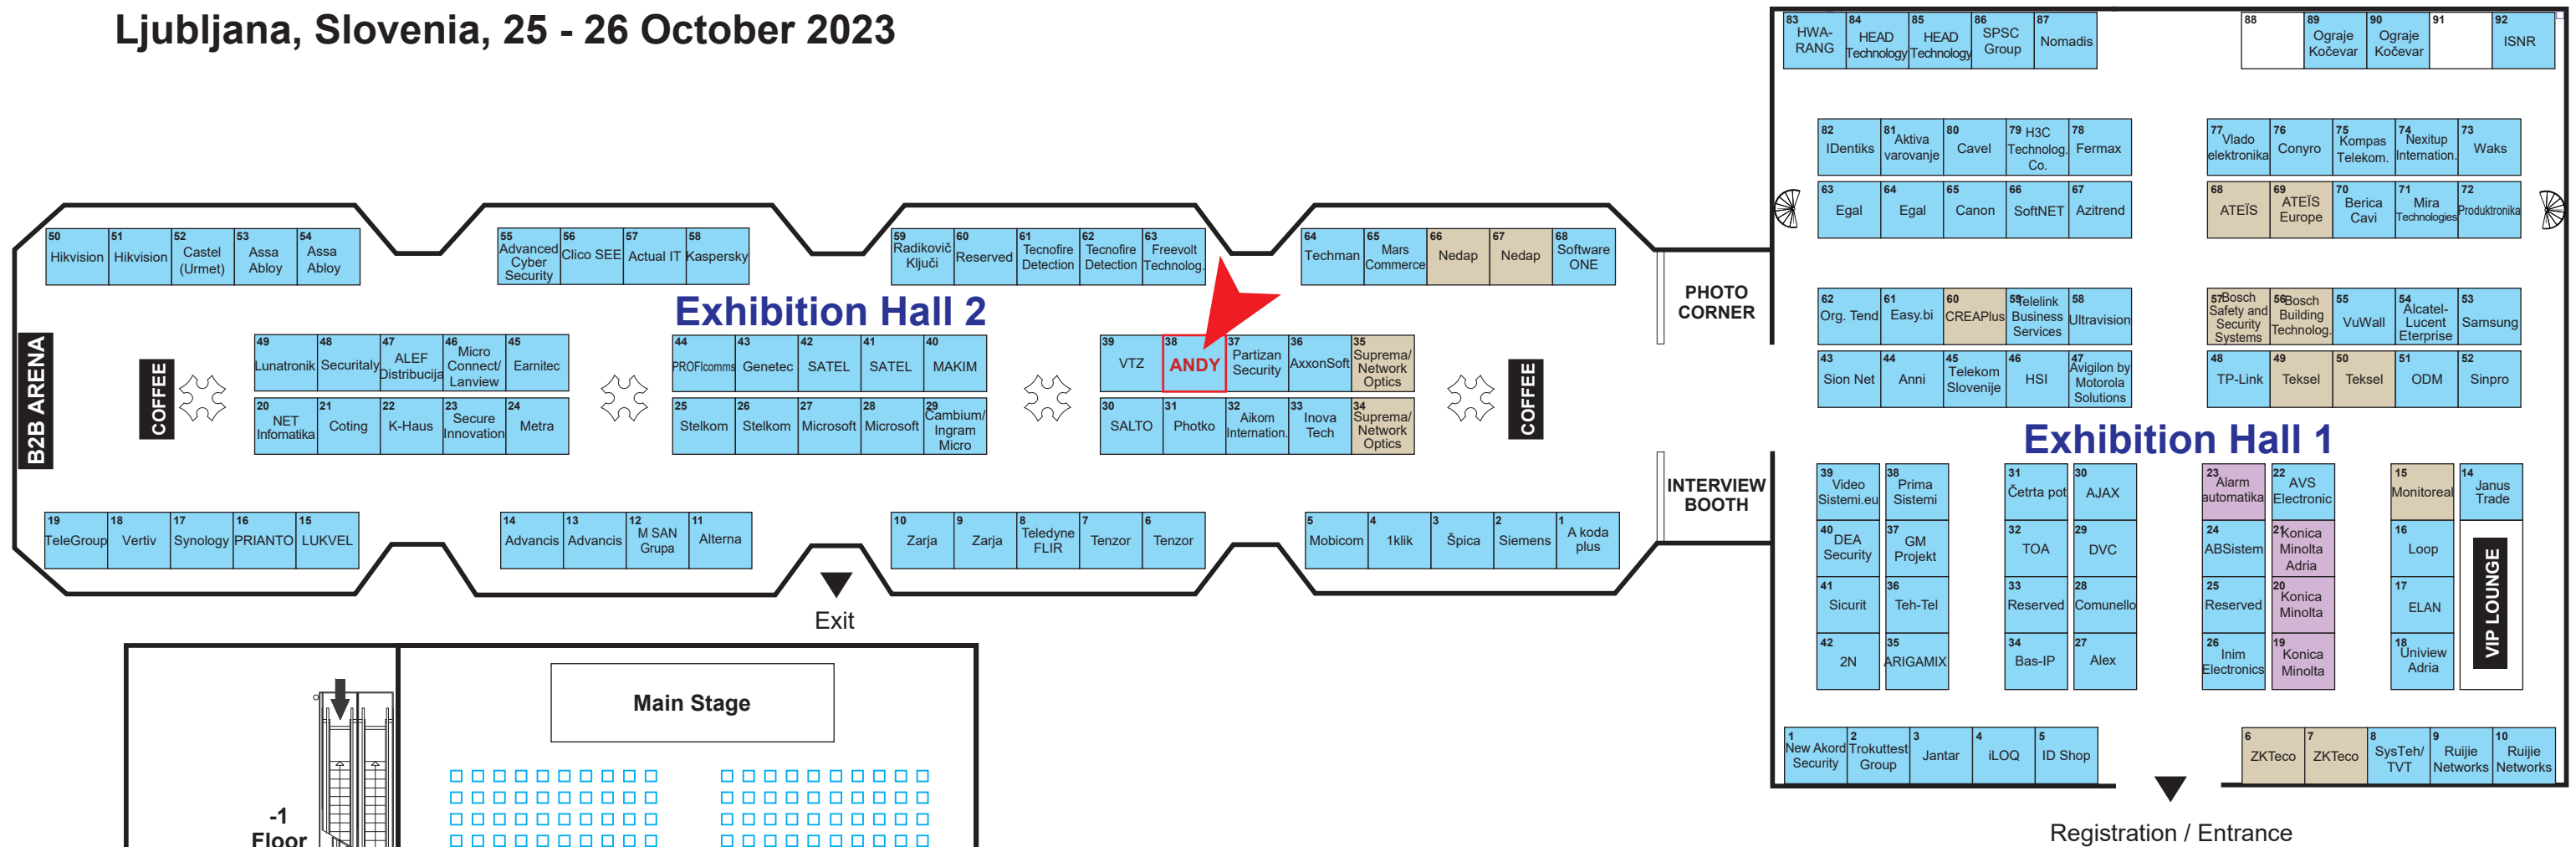 Ljubljana, Slovenia, 25 - 26 October 2023
83
HWA-
RANG
84
HEAD
Technology
85
HEAD
Technology
86
SPSC
Group
87
Nomadis
88
89
Ograje
Kočevar
90
Ograje
Kočevar
91
92
ISNR
82
IDentiks
81
Aktiva
varovanje
80
Cavel
79
H3C
Technolog.
Co.
78
Fermax
77
Vlado
elektronika
76
Conyro
75
Kompas
Telekom.
74
Nexitup
Internation.
73
Waks
63
Egal
64
Egal
65
Canon
66
SoftNET
67
Azitrend
68
ATEÏS
69
ATEÏS
Europe
70
Berica
Cavi
71
Mira
Technologies
72
Produktronika
50
Hikvision
51
Hikvision
52
Castel
(Urmet)
53
Assa
Abloy
54
Assa
Abloy
55
Advanced
Cyber
Security
56
Clico SEE
57
Actual IT
58
Kaspersky
59
Radikovič
Ključi
60
Reserved
61
Tecnofire
Detection
62
Tecnofire
Detection
63
Freevolt
Technolog.
64
Techman
65
Mars
Commerce
66
Nedap
67
Nedap
68
Software
ONE
Exhibition Hall 2
PHOTO
CORNER
62
Org. Tend
61
Easy.bi
60
CREAPlus
59
Telelink
Business
Services
58
Ultravision
57
Bosch
Safety and
Security
Systems
56
Bosch
Building
Technolog.
55
VuWall
54
Alcatel-
Lucent
Eterprise
53
Samsung
B2B ARENA
COFFEE
49
Lunatronik
48
Securitaly
47
ALEF
Distribucija
46
Micro
Connect/
Lanview
45
Earnitec
44
PROFIcomms
43
Genetec
42
SATEL
41
SATEL
40
MAKIM
39
VTZ
38
ANDY
37
Partizan
Security
36
AxxonSoft
35
Suprema/
Network
Optics
COFFEE
43
Sion Net
44
Anni
45
Telekom
Slovenije
46
HSI
47
Avigilon by
Motorola
Solutions
48
TP-Link
49
Teksel
50
Teksel
51
ODM
52
Sinpro
20
NET
Infomatika
21
Coting
22
K-Haus
23
Secure
Innovation
24
Metra
25
Stelkom
26
Stelkom
27
Microsoft
28
Microsoft
29
Cambium/
Ingram
Micro
30
SALTO
31
Photko
32
Aikom
Internation.
33
Inova
Tech
34
Suprema/
Network
Optics
Exhibition Hall 1
INTERVIEW
BOOTH
39
Video
Sistemi.eu
38
Prima
Sistemi
31
Četrta pot
30
AJAX
23
Alarm
automatika
22
AVS
Electronic
15
Monitoreal
14
Janus
Trade
19
TeleGroup
18
Vertiv
17
Synology
16
PRIANTO
15
LUKVEL
14
Advancis
13
Advancis
12
M SAN
Grupa
11
Alterna
10
Zarja
9
Zarja
8
Teledyne
FLIR
7
Tenzor
6
Tenzor
5
Mobicom
4
1klik
3
Špica
2
Siemens
1
A koda
plus
40
DEA
Security
37
GM
Projekt
32
TOA
29
DVC
24
ABSistem
21
Konica
Minolta
Adria
16
Loop
VIP LOUNGE
41
Sicurit
36
Teh-Tel
33
Reserved
28
Comunello
25
Reserved
20
Konica
Minolta
17
ELAN
42
2N
35
ARIGAMIX
34
Bas-IP
27
Alex
26
Inim
Electronics
19
Konica
Minolta
18
Uniview
Adria
Exit
Main Stage
1
New Akord
Security
2
Trokuttest
Group
3
Jantar
4
iLOQ
5
ID Shop
6
ZKTeco
7
ZKTeco
8
SysTeh/
TVT
9
Ruijie
Networks
10
Ruijie
Networks
-1
Floor
Registration / Entrance